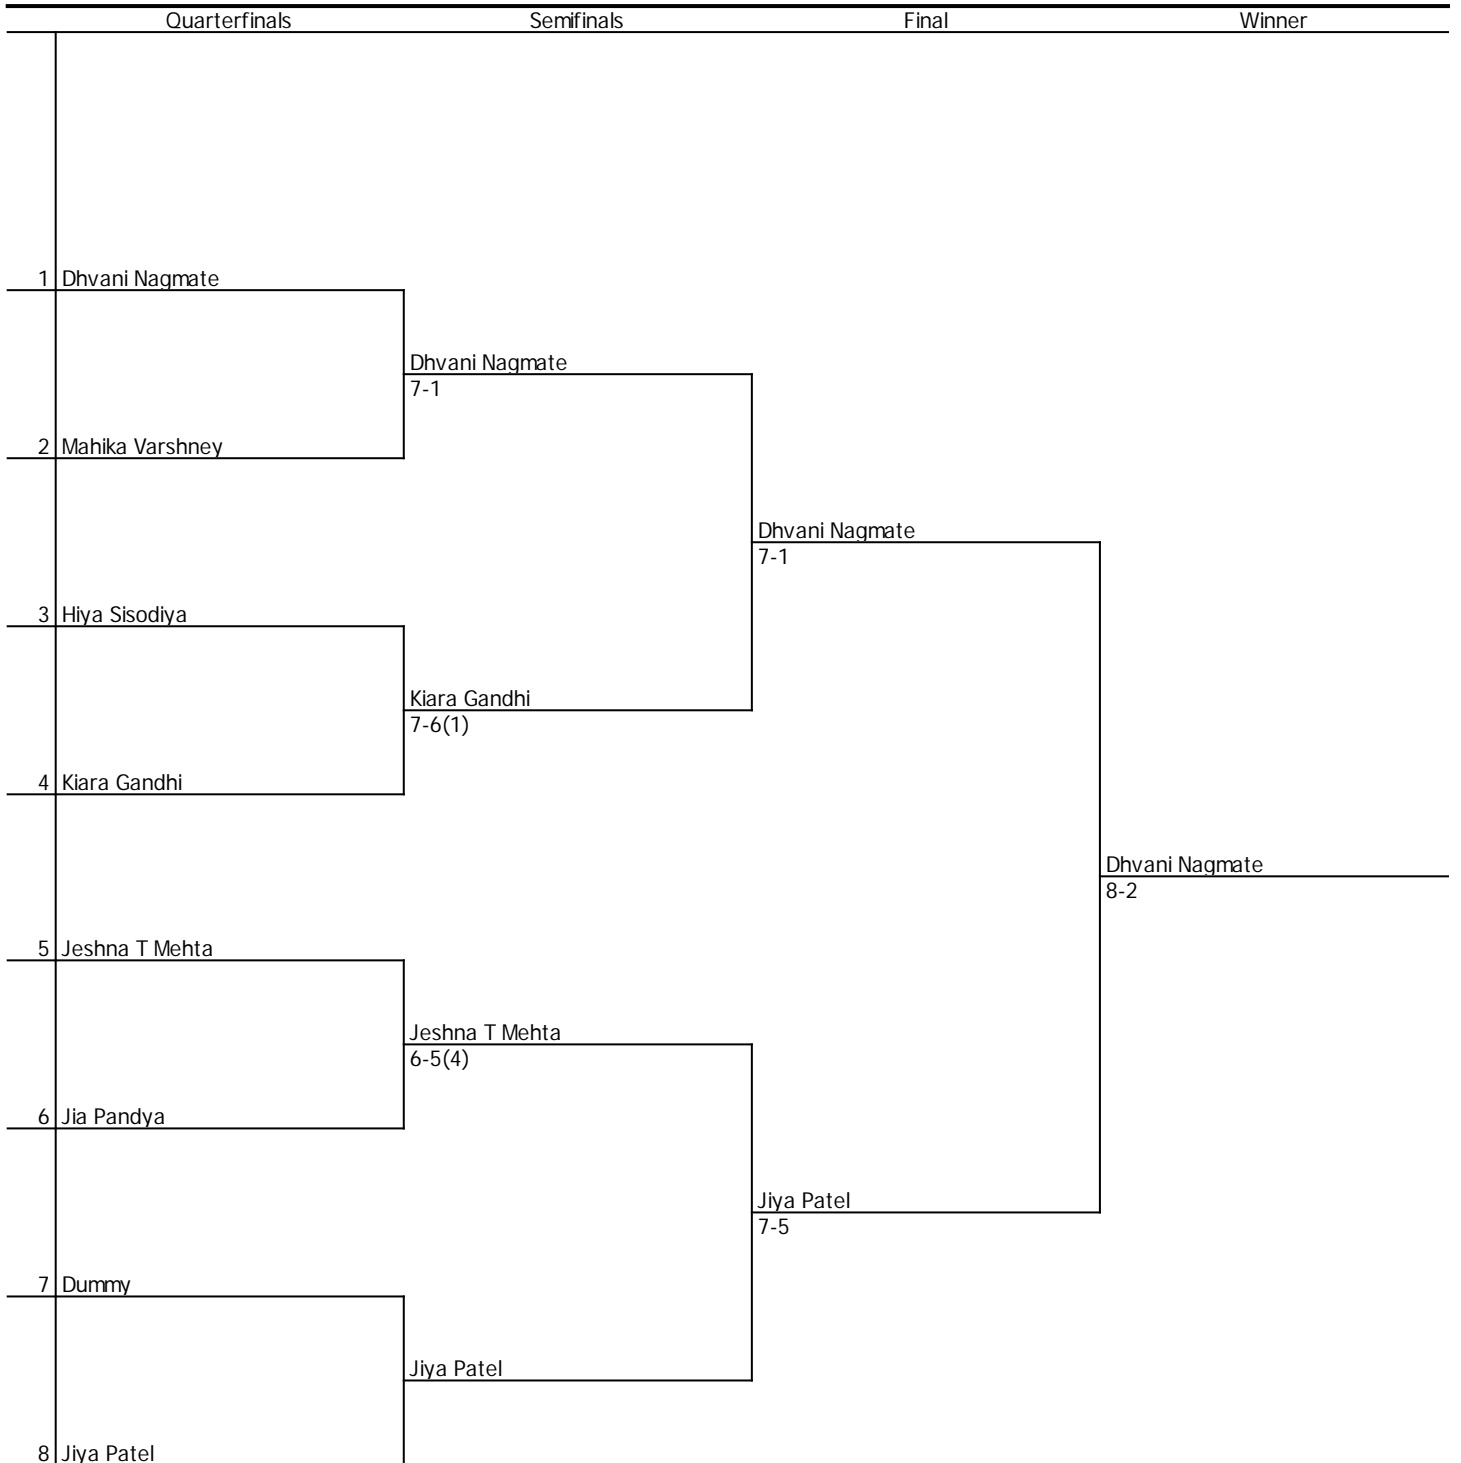 Quarterfinals Semifinals Final Winner
1 Dhvani Nagmate
Dhvani Nagmate
7-1
2 Mahika Varshney
Dhvani Nagmate
7-1
3 Hiya Sisodiya
Kiara Gandhi
7-6(1)
4 Kiara Gandhi
Dhvani Nagmate
8-2
5 Jeshna T Mehta
Jeshna T Mehta
6-5(4)
6 Jia Pandya
Jiya Patel
7-5
7 Dummy
Jiya Patel
8 Jiya Patel